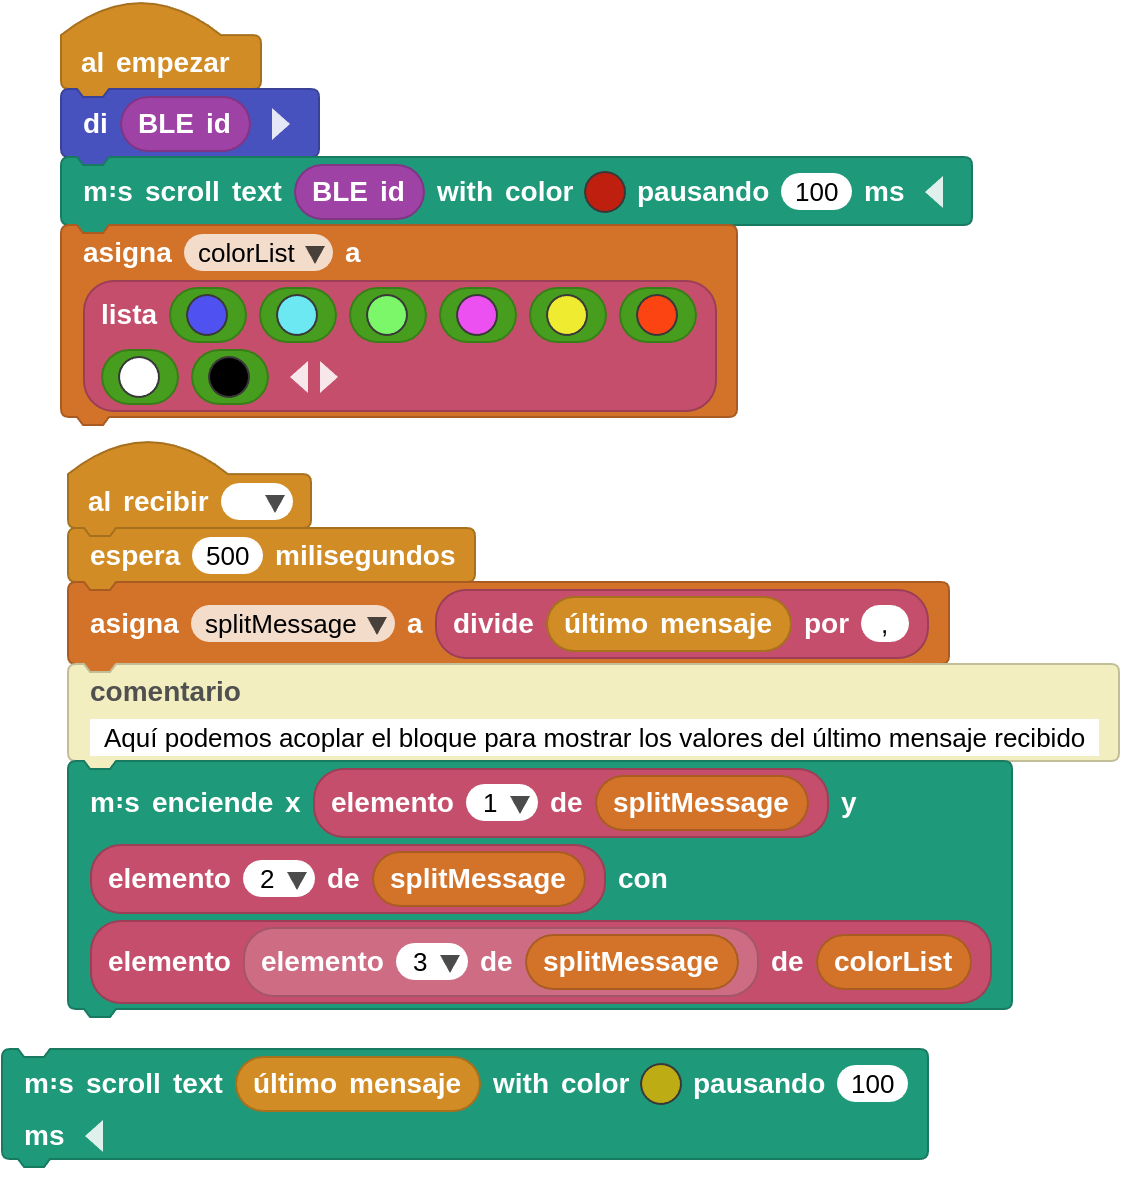 al empezar
di BLE id
m:s scroll text BLE id with color pausando 100 ms
asigna colorList a
lista
al recibir
espera 500 milisegundos
asigna splitMessage a divide último mensaje por ,
comentario
Aquí podemos acoplar el bloque para mostrar los valores del último mensaje recibido
m:s enciende x elemento 1 de splitMessage y
elemento 2 de splitMessage con
elemento elemento 3 de splitMessage de colorList
m:s scroll text último mensaje with color pausando 100
ms